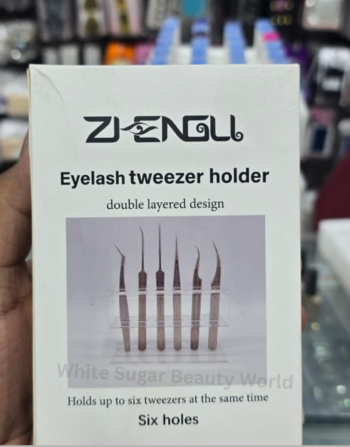 ZHENGLI
Eyelash tweezer holder
double layered design
White Sugar Beauty World
Holds up to six tweezers at the same time
Six holes